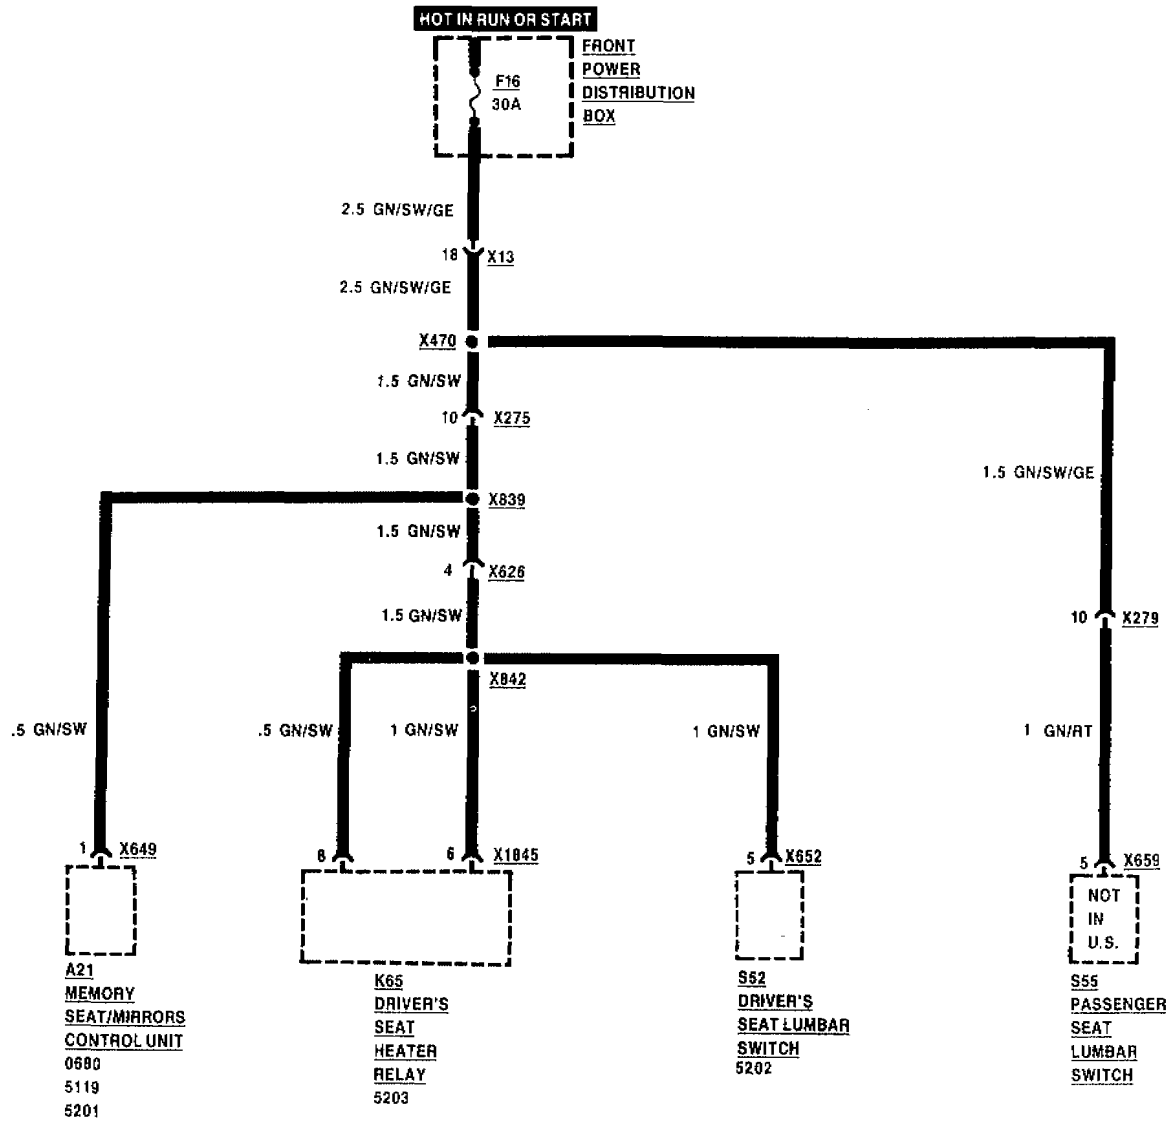 HOT IN RUN OR START
FRONT
POWER
DISTRIBUTION
BOX
F16
30A
2.5 GN/SW/GE
18
X13
2.5 GN/SW/GE
X470
1.5 GN/SW
10
X275
1.5 GN/SW
1.5 GN/SW/GE
X839
1.5 GN/SW
4
X626
1.5 GN/SW
10
X279
X842
.5 GN/SW
.5 GN/SW
1 GN/SW
1 GN/SW
1 GN/RT
1
X649
8
6
X1845
5
X652
5
X659
NOT
IN
U.S.
A21
MEMORY
SEAT/MIRRORS
CONTROL UNIT
0680
5119
5201
K65
DRIVER'S
SEAT
HEATER
RELAY
5203
S52
DRIVER'S
SEAT LUMBAR
SWITCH
5202
S55
PASSENGER
SEAT
LUMBAR
SWITCH